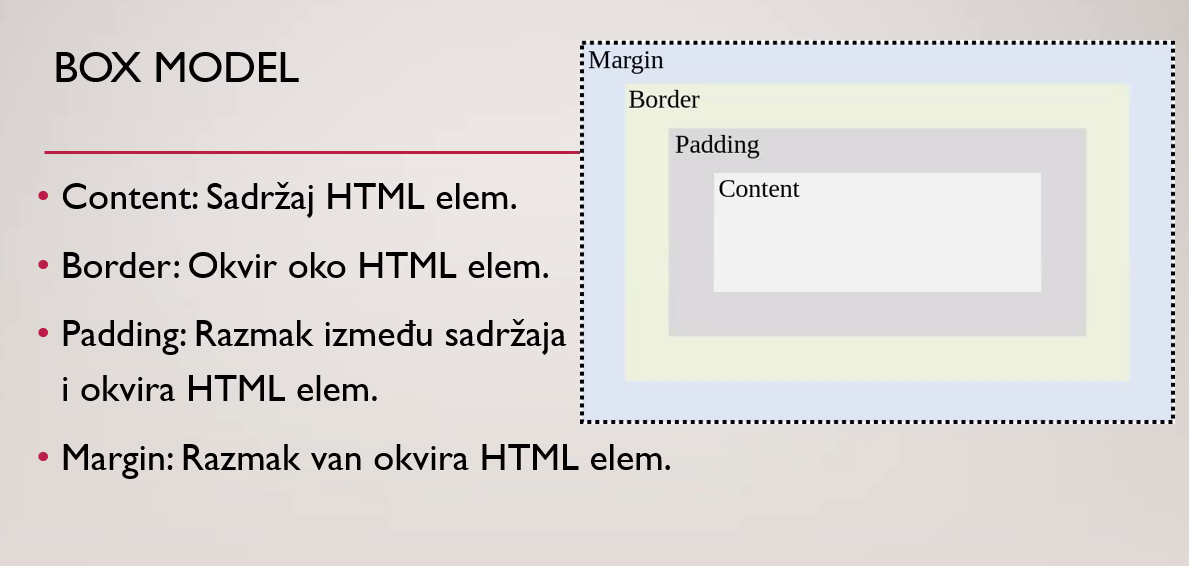 BOX MODEL
• Content: Sadržaj HTML elem.
• Border: Okvir oko HTML elem.
• Padding: Razmak između sadržaja
i okvira HTML elem.
• Margin: Razmak van okvira HTML elem.
Margin
Border
Padding
Content